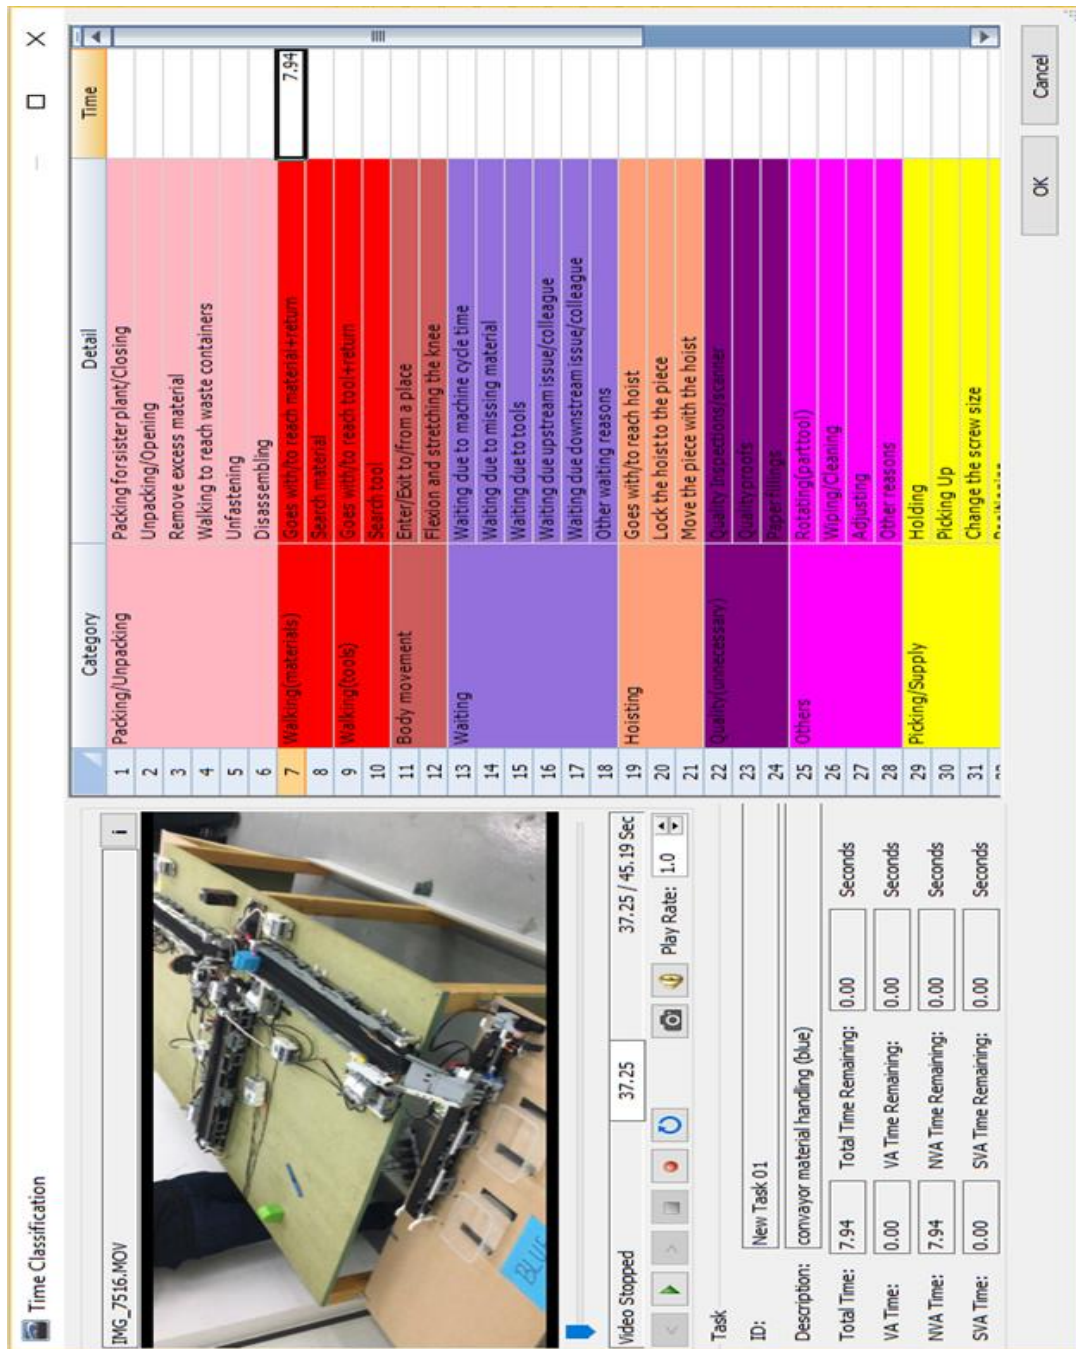 Time Classification
IMG_7516.MOV
i
BLUE
Video Stopped
37.25
37.25 / 45.19 Sec
Play Rate: 1.0
Task
ID: New Task 01
Description: convayor material handling (blue)
Total Time: 7.94 Total Time Remaining: 0.00 Seconds
VA Time: 0.00 VA Time Remaining: 0.00 Seconds
NVA Time: 7.94 NVA Time Remaining: 0.00 Seconds
SVA Time: 0.00 SVA Time Remaining: 0.00 Seconds
Category Detail Time
1 Packing/Unpacking Packing for sister plant/Closing
2 Unpacking/Opening
3 Remove excess material
4 Walking to reach waste containers
5 Unfastening
6 Disassembling
7 Walking(materials) Goes with/to reach material+return 7.94
8 Search material
9 Walking(tools) Goes with/to reach tool+return
10 Search tool
11 Body movement Enter/Exit to/from a place
12 Flexion and stretching the knee
13 Waiting Waiting due to machine cycle time
14 Waiting due to missing material
15 Waiting due to tools
16 Waiting due upstream issue/colleague
17 Waiting due downstream issue/colleague
18 Other waiting reasons
19 Hoisting Goes with/to reach hoist
20 Lock the hoist to the piece
21 Move the piece with the hoist
22 Quality(unnecessary) Quality Inspections/scanner
23 Quality proofs
24 Paper fillings
25 Others Rotating(part tool)
26 Wiping/Cleaning
27 Adjusting
28 Other reasons
29 Picking/Supply Holding
30 Picking Up
31 Change the screw size
OK
Cancel